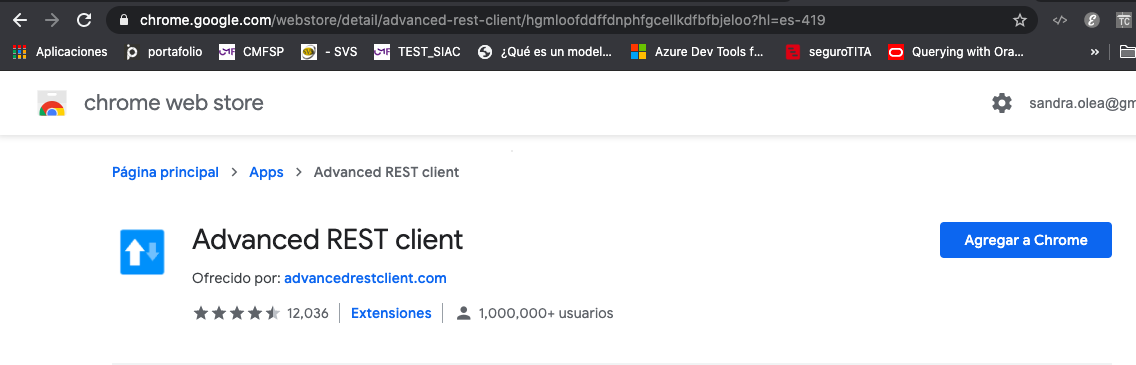 chrome.google.com/webstore/detail/advanced-rest-client/hgmloofddffdnphfgcellkdfbfbjeloo?hl=es-419
Aplicaciones portafolio CMFSP - SVS TEST_SIAC ¿Qué es un model... Azure Dev Tools f... seguroTITA Querying with Ora... »
chrome web store sandra.olea@gm
Página principal > Apps > Advanced REST client
Advanced REST client
Agregar a Chrome
Ofrecido por: advancedrestclient.com
12,036 Extensiones 1,000,000+ usuarios